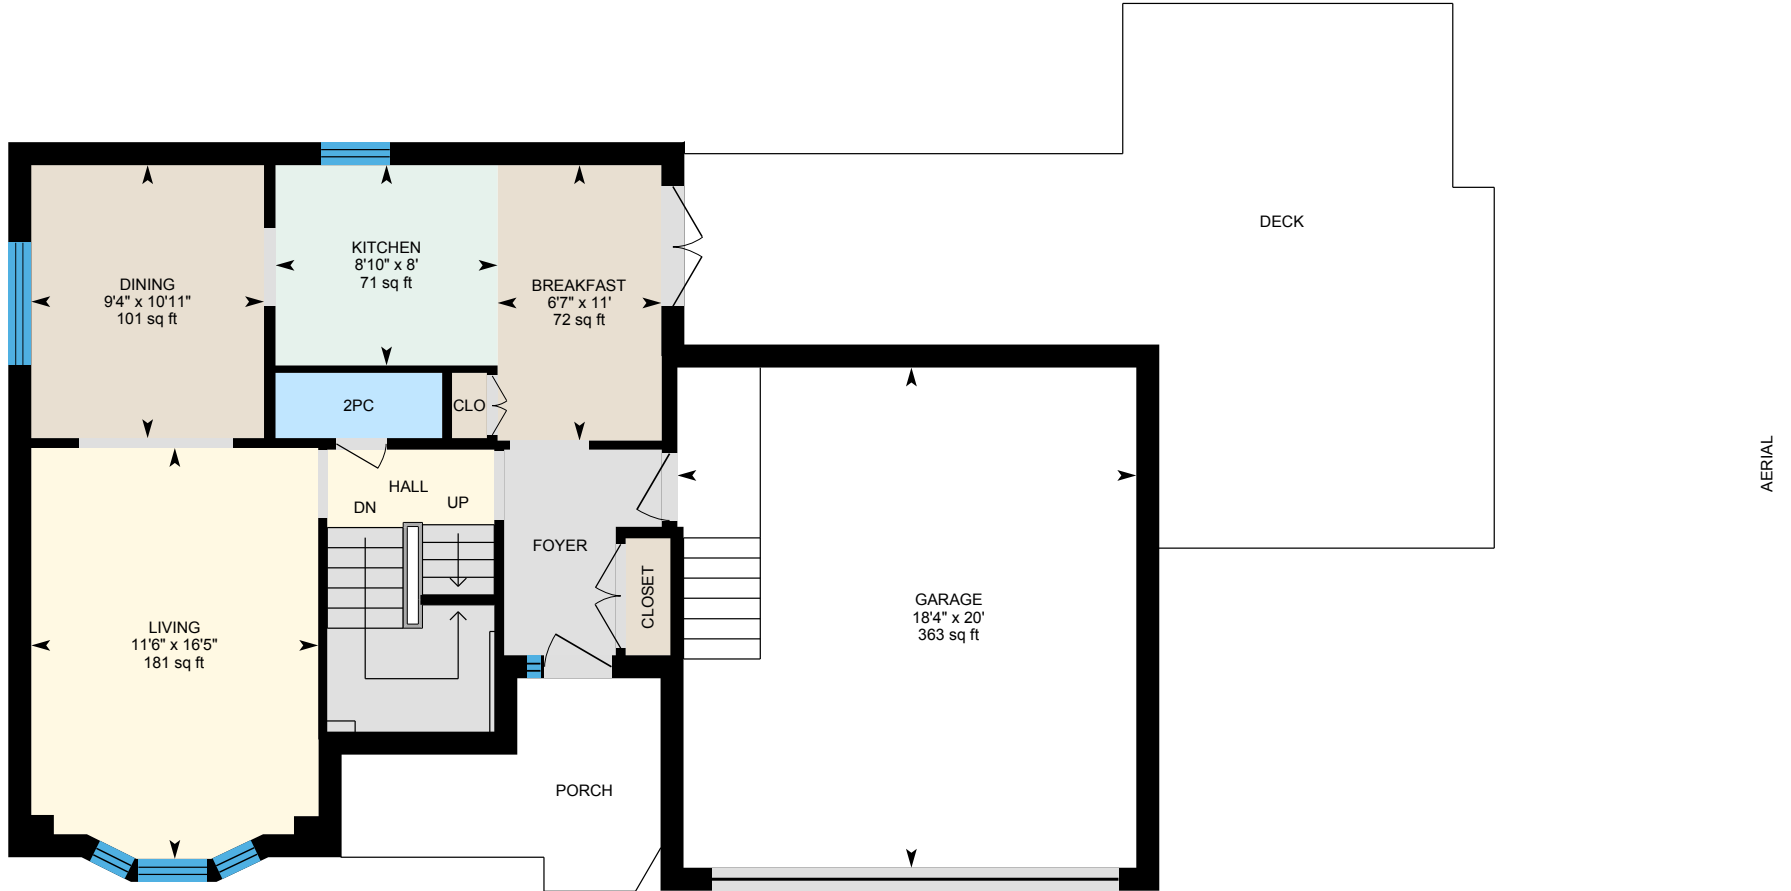 DECK
KITCHEN
8'10" x 8'
71 sq ft
DINING
9'4" x 10'11"
101 sq ft
BREAKFAST
6'7" x 11'
72 sq ft
2PC
CLO
HALL
DN
UP
FOYER
CLOSET
GARAGE
18'4" x 20'
363 sq ft
LIVING
11'6" x 16'5"
181 sq ft
PORCH
AERIAL